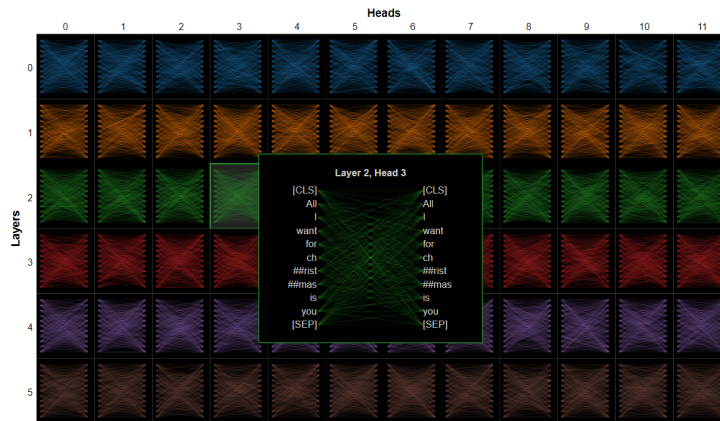 Heads
0 1 2 3 4 5 6 7 8 9 10 11
Layers
0
1
2
3
4
5
Layer 2, Head 3
[CLS] [CLS]
All All
I I
want want
for for
ch ch
##rist ##rist
##mas ##mas
is is
you you
[SEP] [SEP]